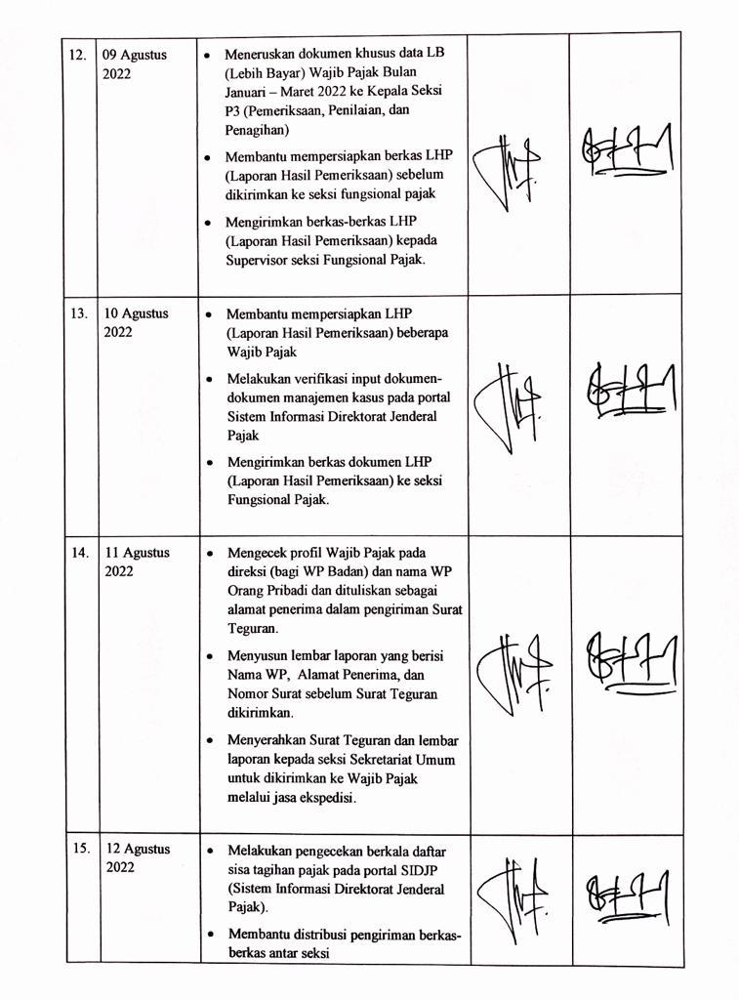 12.
09 Agustus
2022
• Meneruskan dokumen khusus data LB
(Lebih Bayar) Wajib Pajak Bulan
Januari – Maret 2022 ke Kepala Seksi
P3 (Pemeriksaan, Penilaian, dan
Penagihan)
• Membantu mempersiapkan berkas LHP
(Laporan Hasil Pemeriksaan) sebelum
dikirimkan ke seksi fungsional pajak
• Mengirimkan berkas-berkas LHP
(Laporan Hasil Pemeriksaan) kepada
Supervisor seksi Fungsional Pajak.
13.
10 Agustus
2022
• Membantu mempersiapkan LHP
(Laporan Hasil Pemeriksaan) beberapa
Wajib Pajak
• Melakukan verifikasi input dokumen-
dokumen manajemen kasus pada portal
Sistem Informasi Direktorat Jenderal
Pajak
• Mengirimkan berkas dokumen LHP
(Laporan Hasil Pemeriksaan) ke seksi
Fungsional Pajak.
14.
11 Agustus
2022
• Mengecek profil Wajib Pajak pada
direksi (bagi WP Badan) dan nama WP
Orang Pribadi dan dituliskan sebagai
alamat penerima dalam pengiriman Surat
Teguran.
• Menyusun lembar laporan yang berisi
Nama WP, Alamat Penerima, dan
Nomor Surat sebelum Surat Teguran
dikirimkan.
• Menyerahkan Surat Teguran dan lembar
laporan kepada seksi Sekretariat Umum
untuk dikirimkan ke Wajib Pajak
melalui jasa ekspedisi.
15.
12 Agustus
2022
• Melakukan pengecekan berkala daftar
sisa tagihan pajak pada portal SIDJP
(Sistem Informasi Direktorat Jenderal
Pajak).
• Membantu distribusi pengiriman berkas-
berkas antar seksi